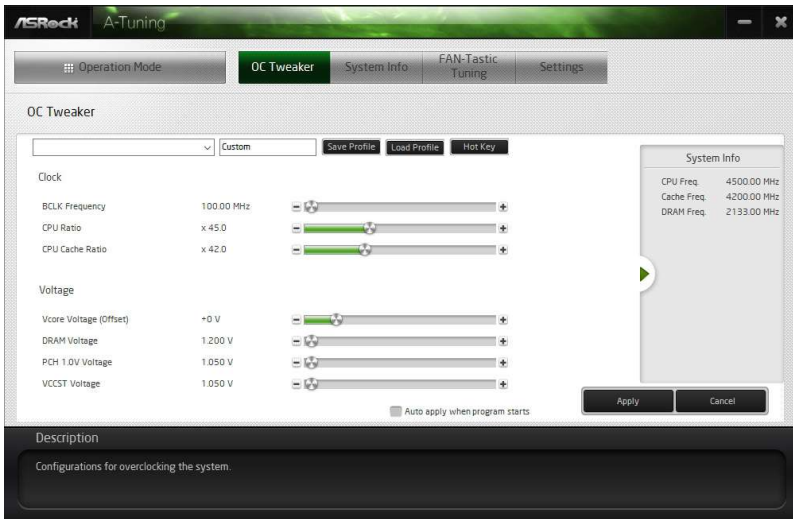 ASRock A-Tuning
Operation Mode
OC Tweaker
System Info
FAN-Tastic
Tuning
Settings
OC Tweaker
Custom
Save Profile
Load Profile
Hot Key
Clock
BCLK Frequency 100.00 MHz
CPU Ratio x 45.0
CPU Cache Ratio x 42.0
Voltage
Vcore Voltage (Offset) +0 V
DRAM Voltage 1.200 V
PCH 1.0V Voltage 1.050 V
VCCST Voltage 1.050 V
Auto apply when program starts
System Info
CPU Freq. 4500.00 MHz
Cache Freq. 4200.00 MHz
DRAM Freq. 2133.00 MHz
Apply
Cancel
Description
Configurations for overclocking the system.